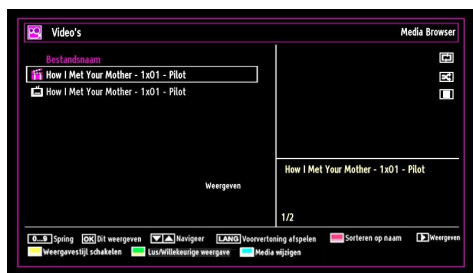 Video's
Media Browser
Bestandsnaam
How I Met Your Mother - 1x01 - Pilot
How I Met Your Mother - 1x01 - Pilot
Weergeven
How I Met Your Mother - 1x01 - Pilot
1/2
0...9 Spring OK Dit weergeven Navigeer LANG Voorvertoning afspelen Sorteren op naam Weergeven
Weergavestijl schakelen Lus/Willekeurige weergave Media wijzigen